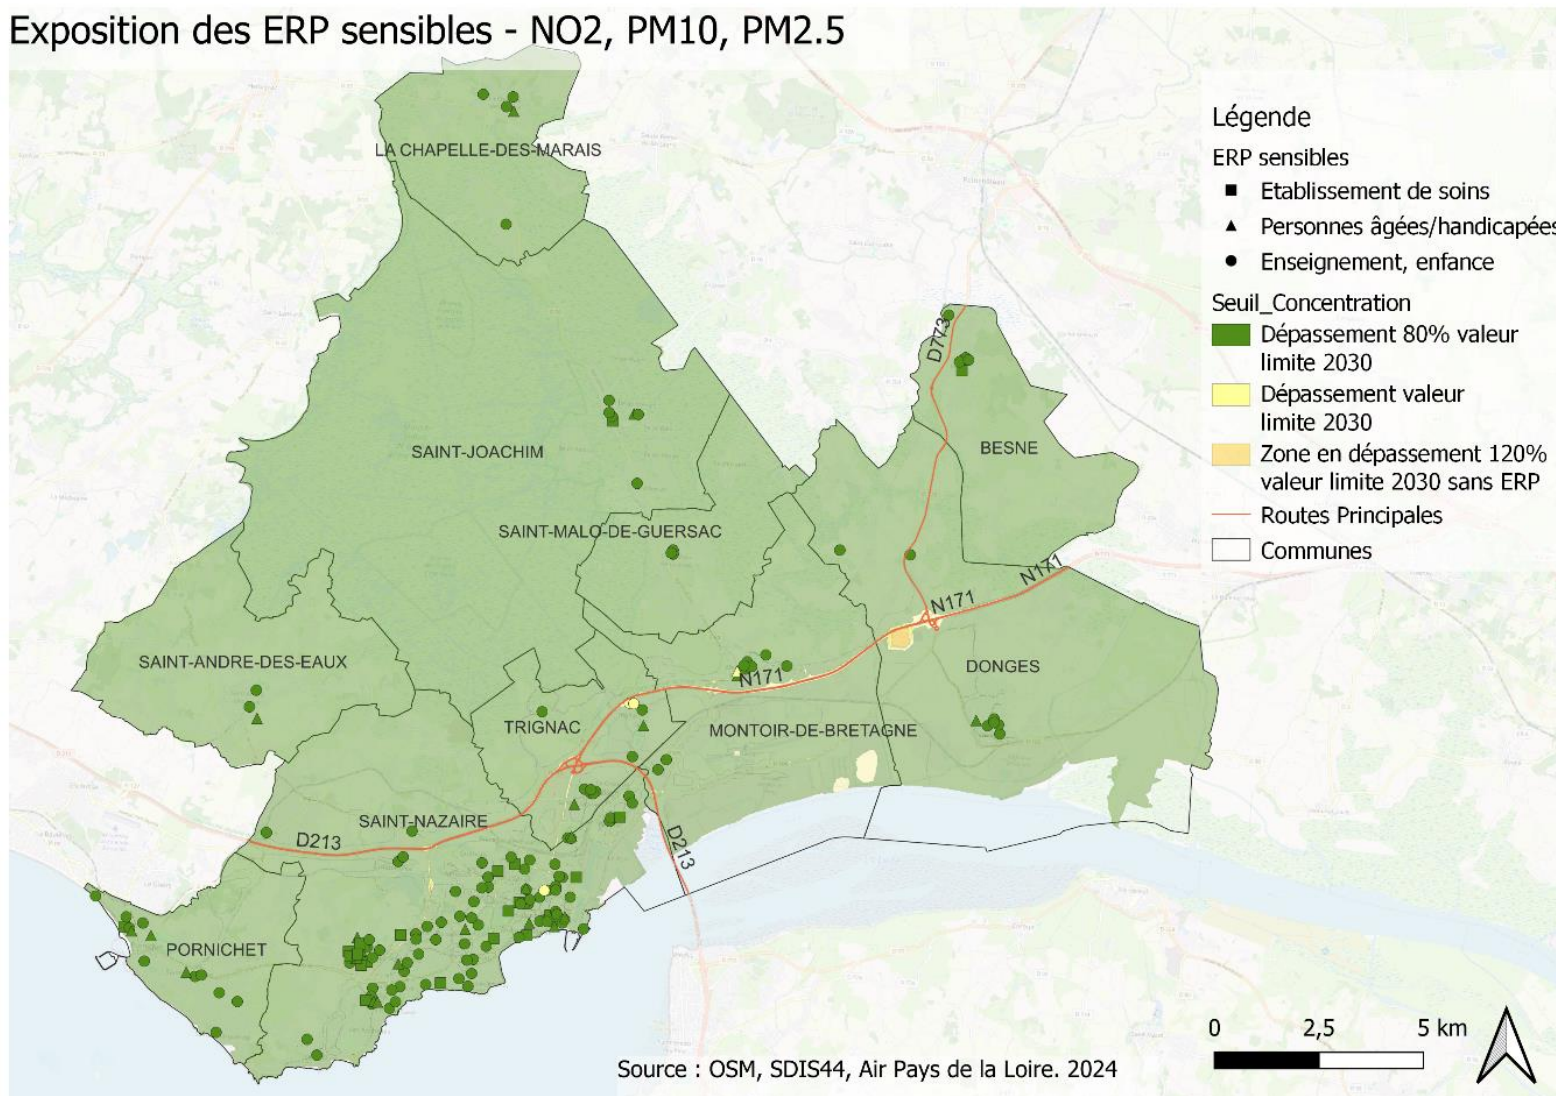 Exposition des ERP sensibles - NO2, PM10, PM2.5
Légende
ERP sensibles
Etablissement de soins
Personnes âgées/handicapées
Enseignement, enfance
Seuil_Concentration
Dépassement 80% valeur
limite 2030
Dépassement valeur
limite 2030
Zone en dépassement 120%
valeur limite 2030 sans ERP
Routes Principales
Communes
LA CHAPELLE-DES-MARAIS
D773
SAINT-JOACHIM
BESNE
SAINT-MALO-DE-GUERSAC
N171
N171
SAINT-ANDRE-DES-EAUX
DONGES
N171
TRIGNAC
MONTOIR-DE-BRETAGNE
SAINT-NAZAIRE
D213
D213
PORNICHET
0 2,5 5 km
Source : OSM, SDIS44, Air Pays de la Loire. 2024